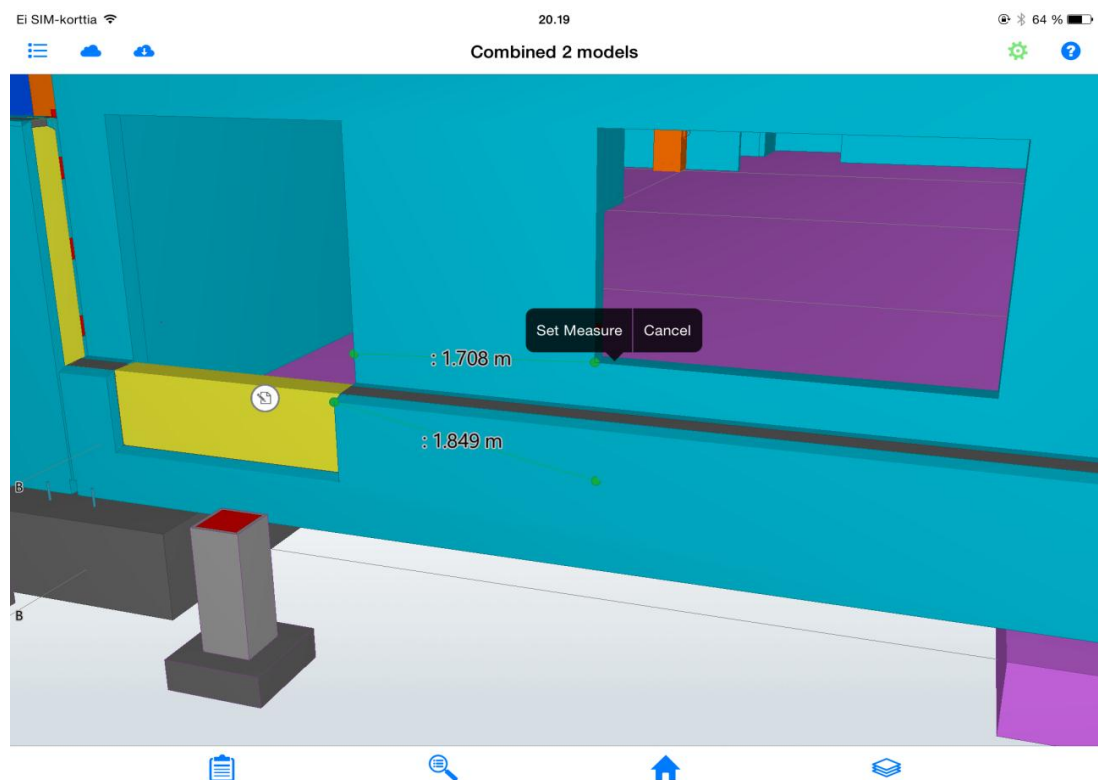 Ei SIM-korttia 20.19 64 %
Combined 2 models
Set Measure Cancel
: 1.708 m
: 1.849 m
B
B